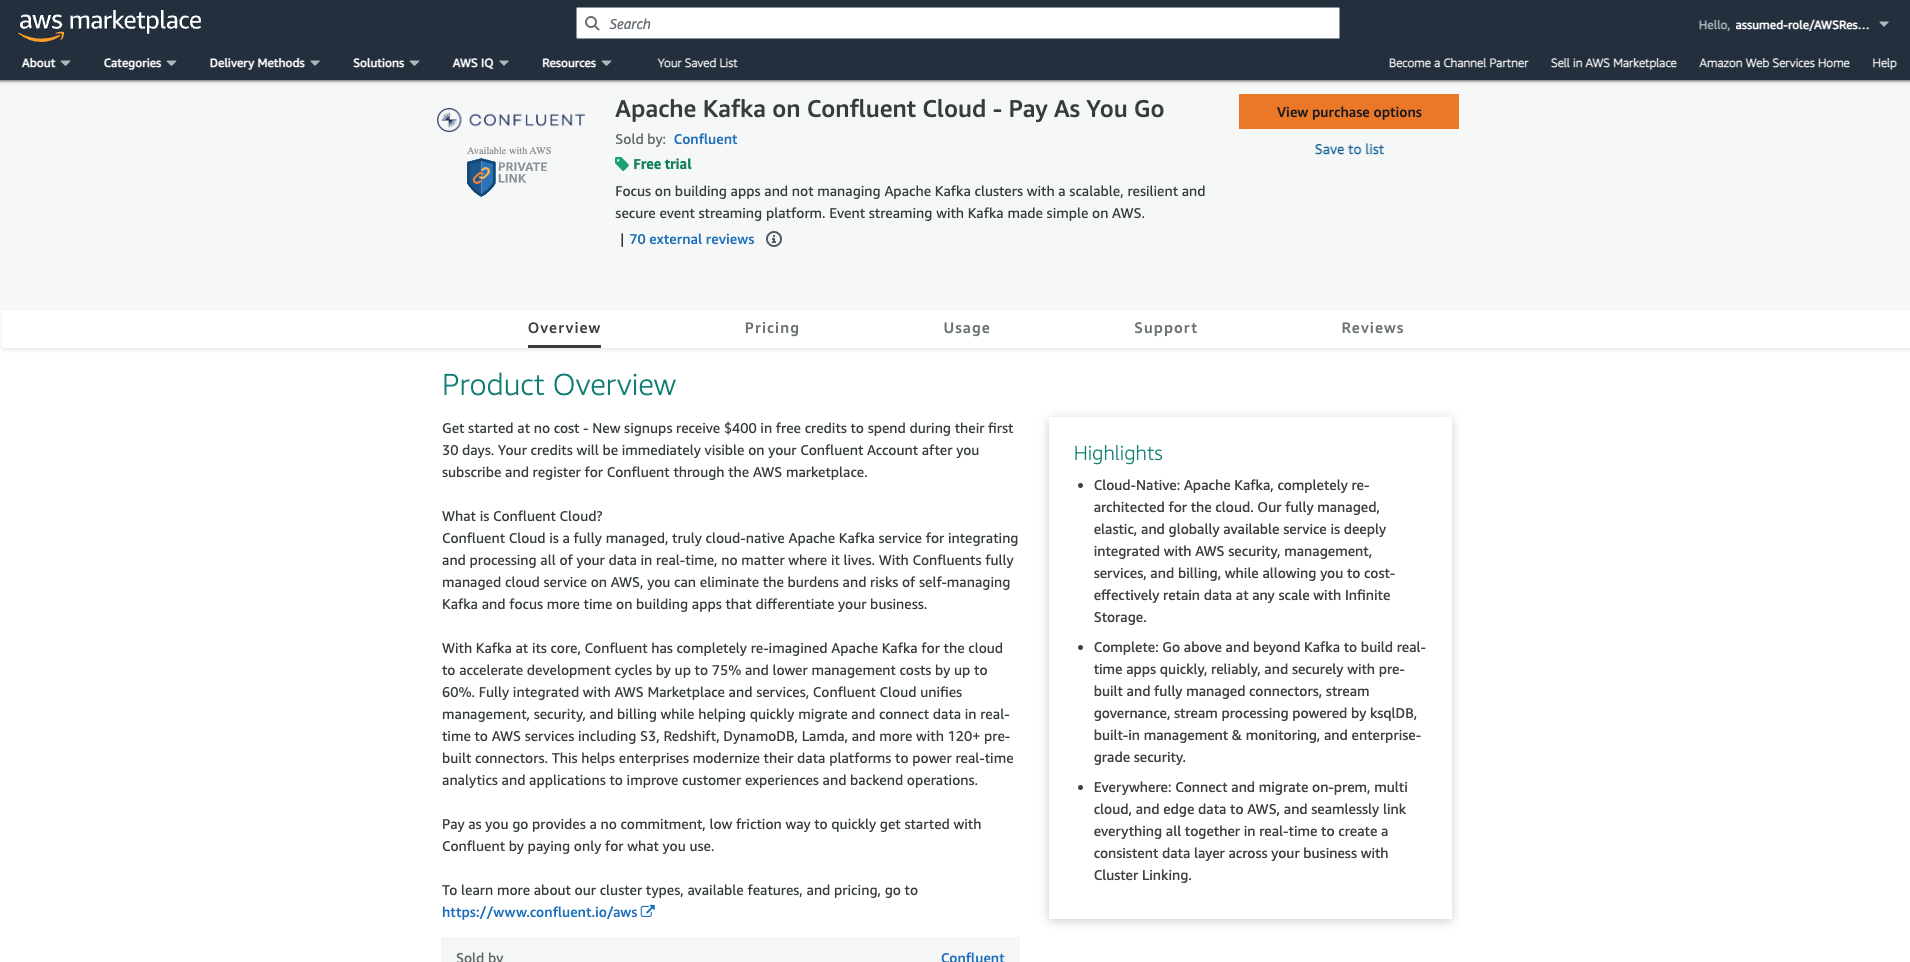 aws marketplace
Search
Hello, assumed-role/AWSRes...
About
Categories
Delivery Methods
Solutions
AWS IQ
Resources
Your Saved List
Become a Channel Partner
Sell in AWS Marketplace
Amazon Web Services Home
Help
CONFLUENT
Available with AWS
PRIVATE
LINK
Apache Kafka on Confluent Cloud - Pay As You Go
Sold by: Confluent
Free trial
Focus on building apps and not managing Apache Kafka clusters with a scalable, resilient and
secure event streaming platform. Event streaming with Kafka made simple on AWS.
| 70 external reviews
View purchase options
Save to list
Overview
Pricing
Usage
Support
Reviews
Product Overview
Get started at no cost - New signups receive $400 in free credits to spend during their first
30 days. Your credits will be immediately visible on your Confluent Account after you
subscribe and register for Confluent through the AWS marketplace.
What is Confluent Cloud?
Confluent Cloud is a fully managed, truly cloud-native Apache Kafka service for integrating
and processing all of your data in real-time, no matter where it lives. With Confluents fully
managed cloud service on AWS, you can eliminate the burdens and risks of self-managing
Kafka and focus more time on building apps that differentiate your business.
With Kafka at its core, Confluent has completely re-imagined Apache Kafka for the cloud
to accelerate development cycles by up to 75% and lower management costs by up to
60%. Fully integrated with AWS Marketplace and services, Confluent Cloud unifies
management, security, and billing while helping quickly migrate and connect data in real-
time to AWS services including S3, Redshift, DynamoDB, Lamda, and more with 120+ pre-
built connectors. This helps enterprises modernize their data platforms to power real-time
analytics and applications to improve customer experiences and backend operations.
Pay as you go provides a no commitment, low friction way to quickly get started with
Confluent by paying only for what you use.
To learn more about our cluster types, available features, and pricing, go to
https://www.confluent.io/aws
Sold by
Confluent
Highlights
• Cloud-Native: Apache Kafka, completely re-
architected for the cloud. Our fully managed,
elastic, and globally available service is deeply
integrated with AWS security, management,
services, and billing, while allowing you to cost-
effectively retain data at any scale with Infinite
Storage.
• Complete: Go above and beyond Kafka to build real-
time apps quickly, reliably, and securely with pre-
built and fully managed connectors, stream
governance, stream processing powered by ksqlDB,
built-in management & monitoring, and enterprise-
grade security.
• Everywhere: Connect and migrate on-prem, multi
cloud, and edge data to AWS, and seamlessly link
everything all together in real-time to create a
consistent data layer across your business with
Cluster Linking.